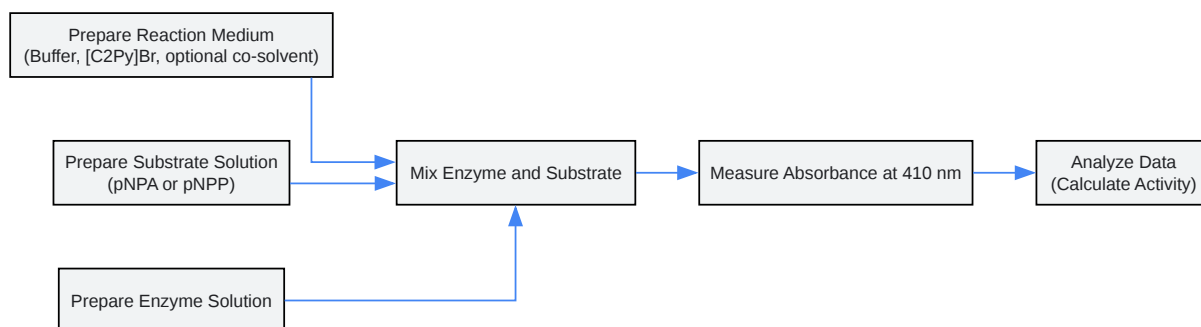 Prepare Reaction Medium
(Buffer, [C2Py]Br, optional co-solvent)
Prepare Substrate Solution
(pNPA or pNPP)
Mix Enzyme and Substrate
Measure Absorbance at 410 nm
Analyze Data
(Calculate Activity)
Prepare Enzyme Solution